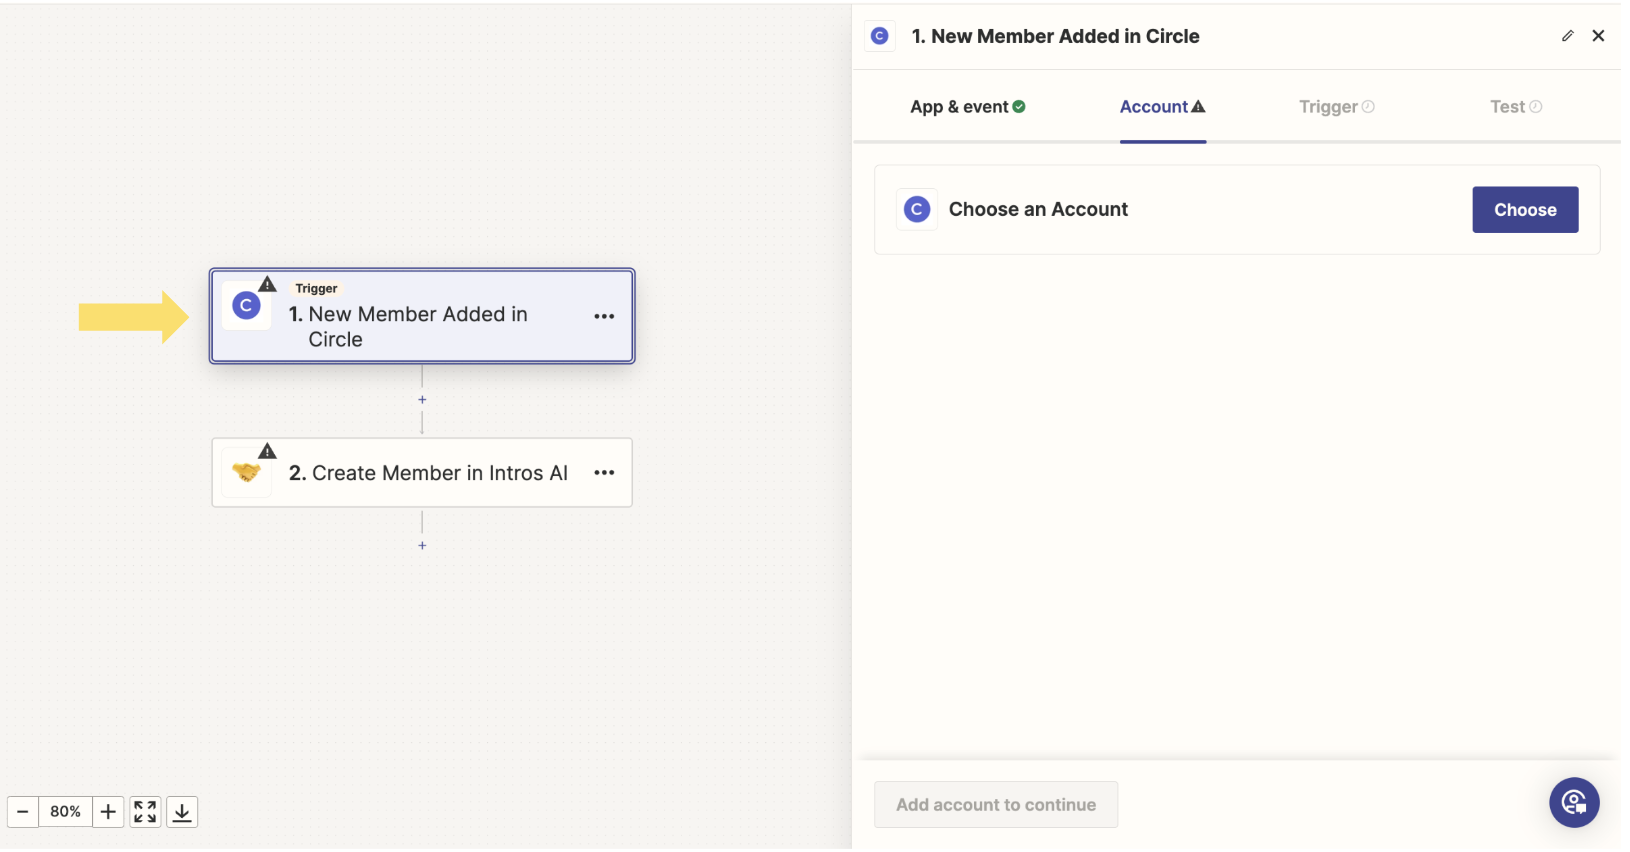 1. New Member Added in Circle
App & event
Account
Trigger
Test
C
Choose an Account
Choose
C
Trigger
1. New Member Added in
Circle
2. Create Member in Intros AI
80%
Add account to continue